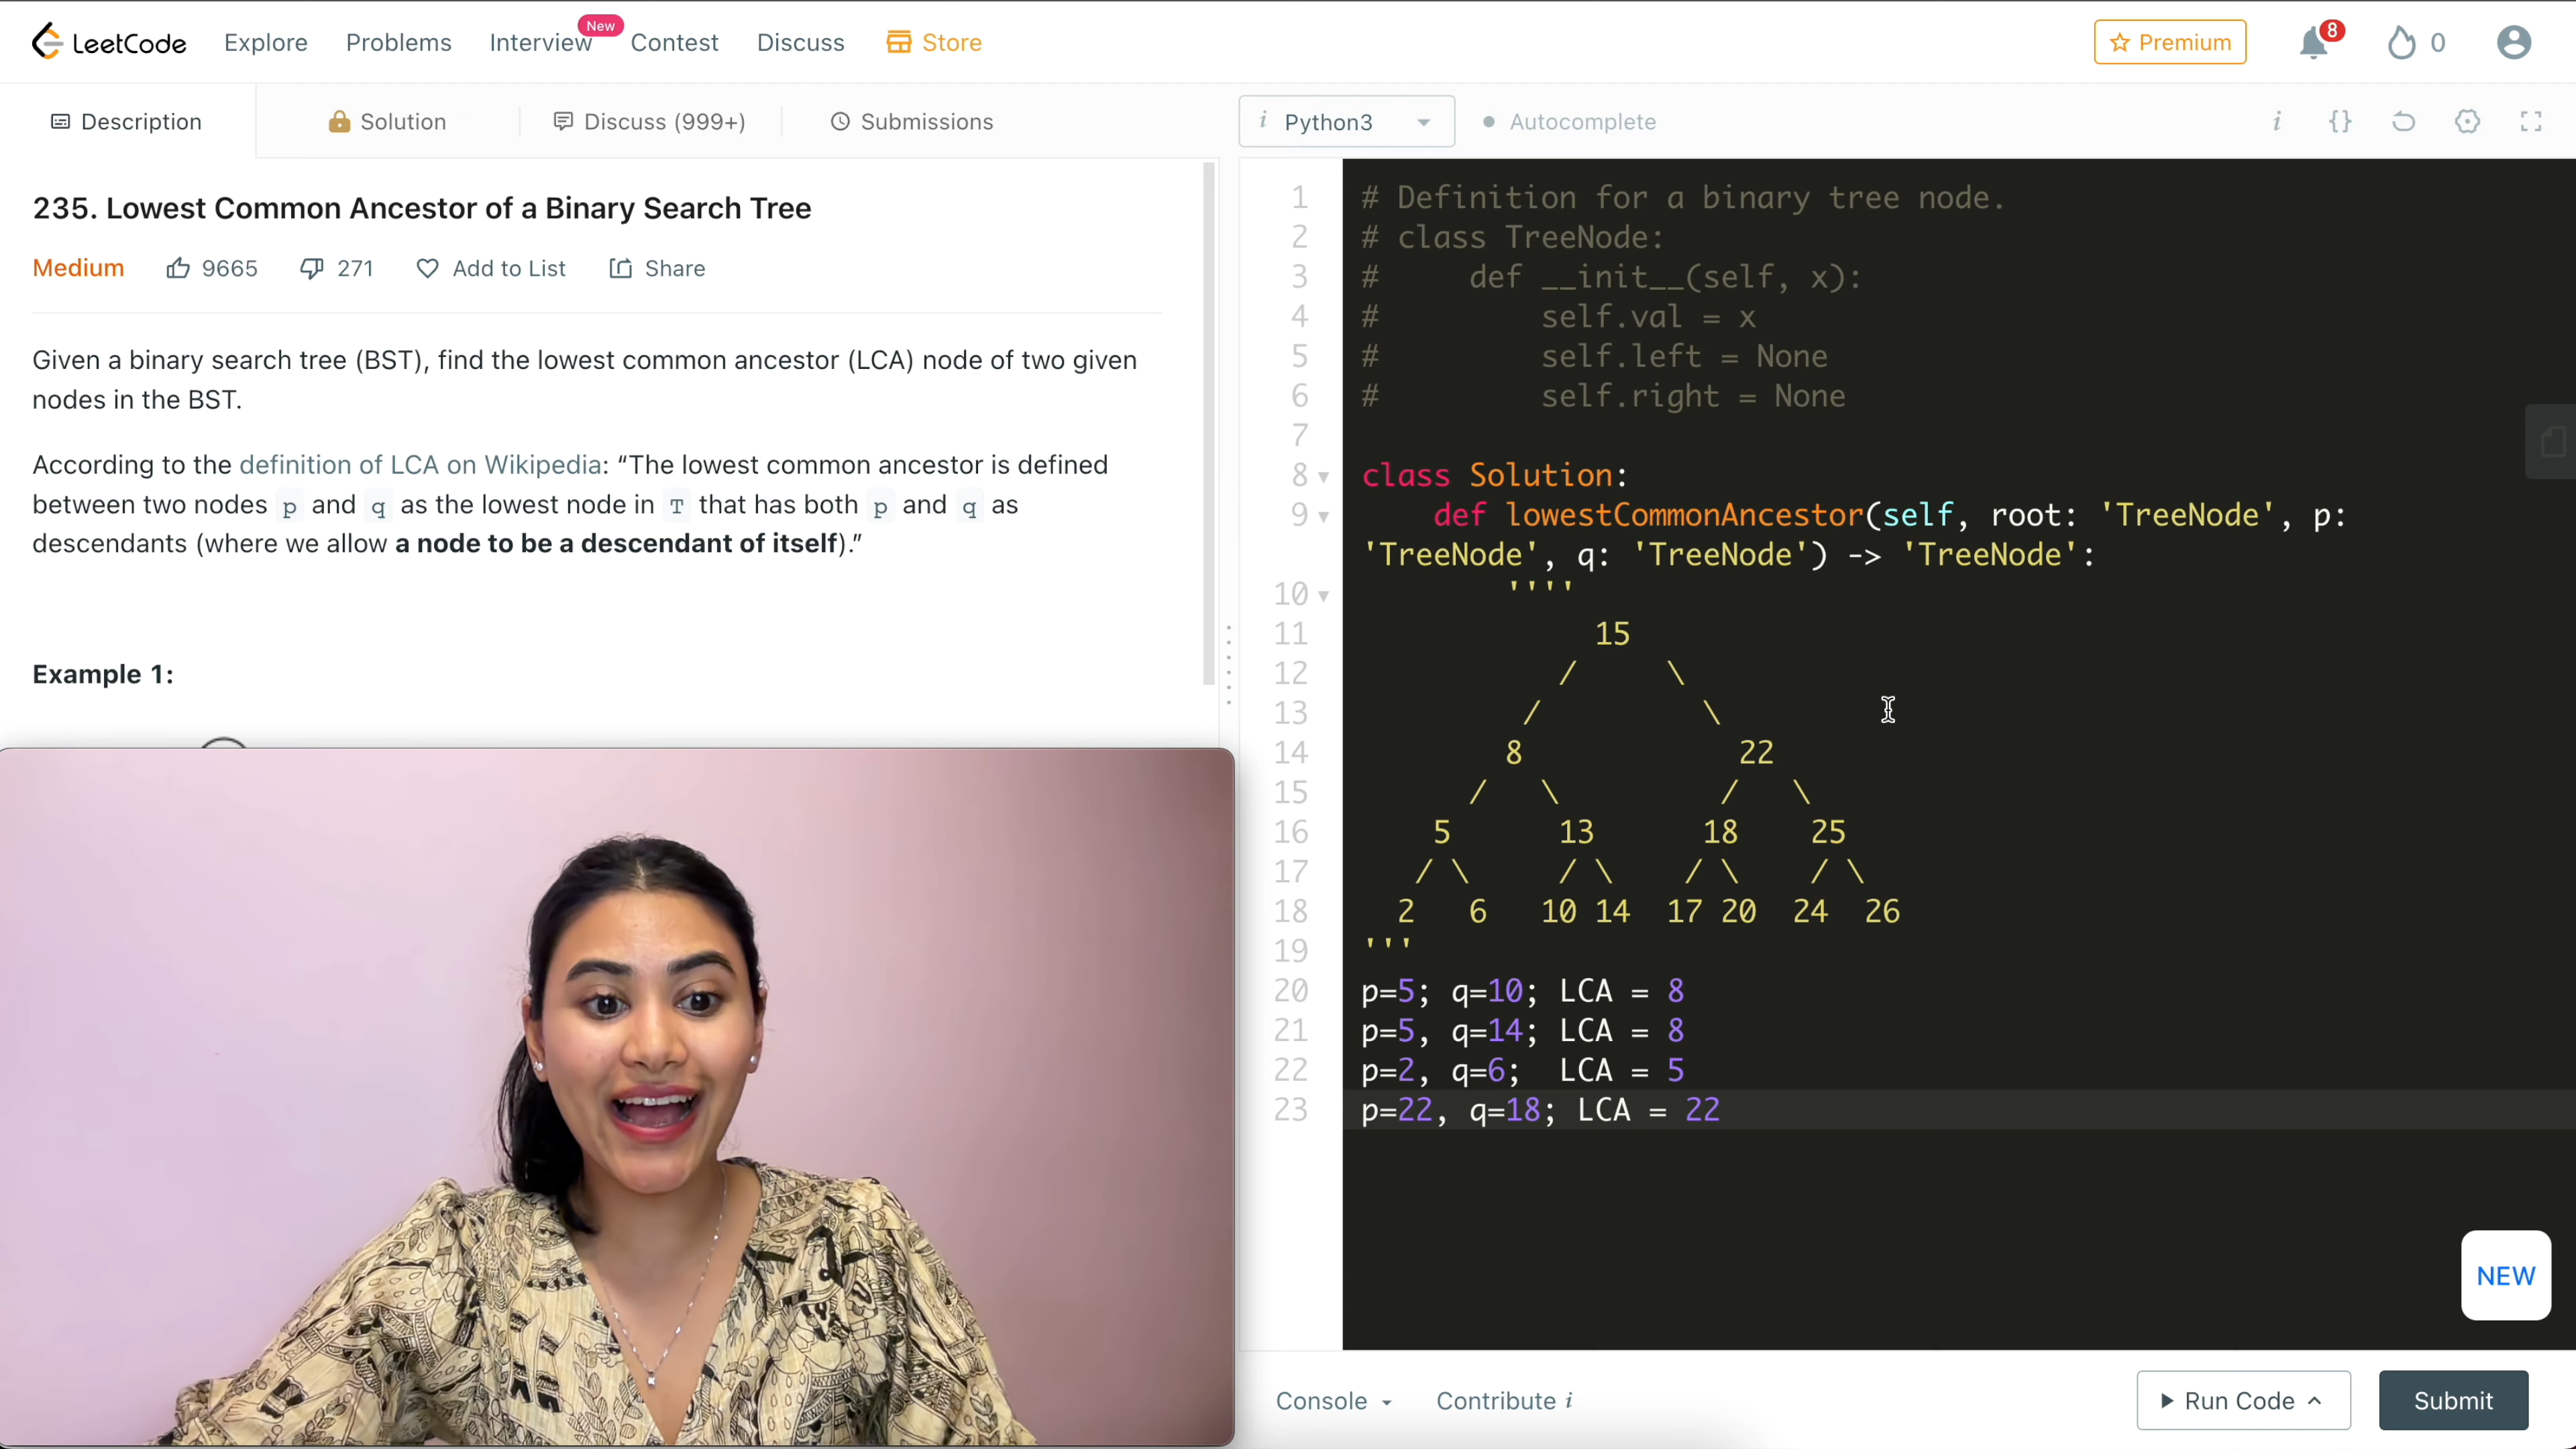 LeetCode Explore Problems Interview New Contest Discuss Store Premium 8 0
Description Solution Discuss (999+) Submissions
i Python3 Autocomplete i {}
235. Lowest Common Ancestor of a Binary Search Tree
Medium 9665 271 Add to List Share
Given a binary search tree (BST), find the lowest common ancestor (LCA) node of two given
nodes in the BST.
According to the definition of LCA on Wikipedia: “The lowest common ancestor is defined
between two nodes p and q as the lowest node in T that has both p and q as
descendants (where we allow a node to be a descendant of itself).”
Example 1:
1 # Definition for a binary tree node.
2 # class TreeNode:
3 #     def __init__(self, x):
4 #         self.val = x
5 #         self.left = None
6 #         self.right = None
7
8 class Solution:
9     def lowestCommonAncestor(self, root: 'TreeNode', p:
'TreeNode', q: 'TreeNode') -> 'TreeNode':
10         ''''
11              15
12            /     \
13          /         \
14         8             22
15       /   \         /   \
16     5      13      18    25
17    / \     / \    / \    / \
18   2   6   10 14  17 20  24  26
19 '''
20 p=5; q=10; LCA = 8
21 p=5, q=14; LCA = 8
22 p=2, q=6;  LCA = 5
23 p=22, q=18; LCA = 22
NEW
Console Contribute i Run Code Submit